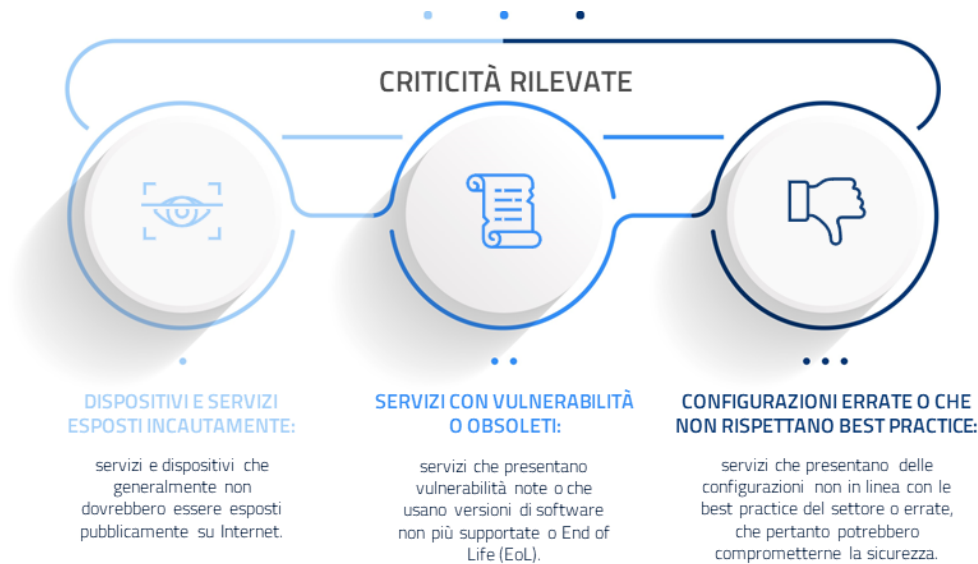 CRITICITÀ RILEVATE
DISPOSITIVI E SERVIZI
ESPOSTI INCAUTAMENTE:
servizi e dispositivi che
generalmente non
dovrebbero essere esposti
pubblicamente su Internet.
SERVIZI CON VULNERABILITÀ
O OBSOLETI:
servizi che presentano
vulnerabilità note o che
usano versioni di software
non più supportate o End of
Life (EoL).
CONFIGURAZIONI ERRATE O CHE
NON RISPETTANO BEST PRACTICE:
servizi che presentano delle
configurazioni non in linea con le
best practice del settore o errate,
che pertanto potrebbero
comprometterne la sicurezza.